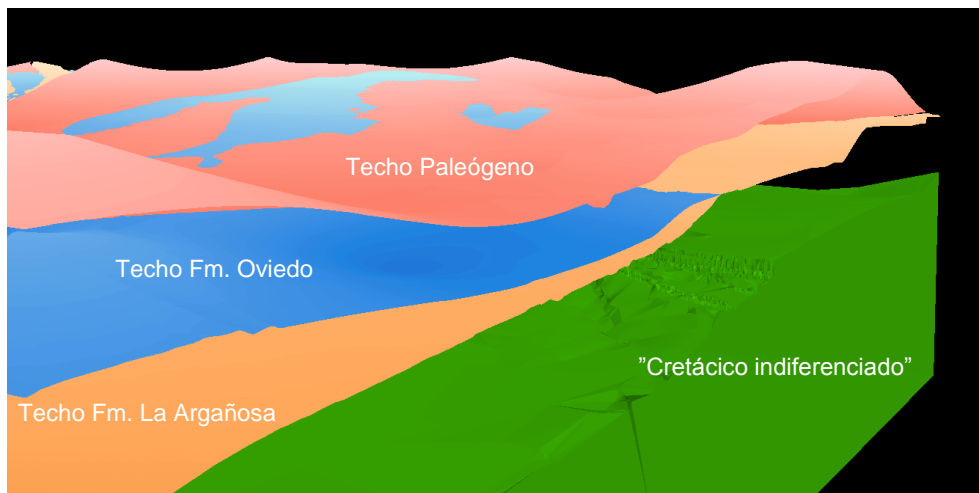 Techo Paleógeno
Techo Fm. Oviedo
”Cretácico indiferenciado”
Techo Fm. La Argañosa